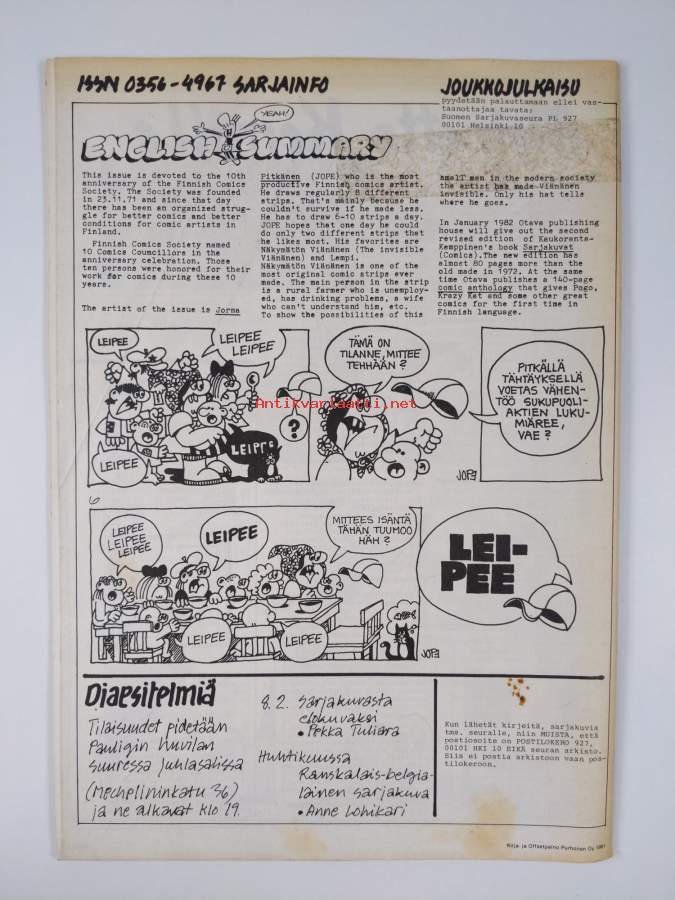 ISSN 0356-4967 SARJAINFO
JOUKKOJULKAISU
pyydetään palauttamaan ellei vas-
taanottajaa tavata:
Suomen Sarjakuvaseura PL 927
00101 Helsinki 10
YEAH!
ENGLISH SUMMARY
This issue is devoted to the 10th
anniversary of the Finnish Comics
Society. The Society was founded
in 23.11.71 and since that day
there has been an organized strug-
gle for better comics and better
conditions for comic artists in
Finland.
Finnish Comics Society named
10 Comics Councillors in the
anniversary celebration. Those
ten persons were honored for their
work for comics during these 10
years.
The artist of the issue is Jorma
Pitkänen (JOPE) who is the most
productive Finnish comics artist.
He draws regularly 8 different
strips. That's mainly because he
couldn't survive if he made less.
He has to draw 6-10 strips a day.
JOPE hopes that one day he could
do only two different strips that
he likes most. His favorites are
Näkymätön Viänänen (The invisible
Viänänen) and Lempi.
Näkymätön Viänänen is one of the
most original comic strips ever
made. The main person in the strip
is a rural farmer who is unemploy-
ed, has drinking problems, a wife
who can't understand him, etc.
To show the possibilities of this
small man in the modern society
the artist has made Viänänen
invisible. Only his hat tells
where he goes.
In January 1982 Otava publishing
house will give out the second
revised edition of Kaukoranta-
Kemppinen's book Sarjakuvat
(Comics). The new edition has
almost 80 pages more than the
old made in 1972. At the same
time Otava publishes a 140-page
comic anthology that gives Pogo,
Krazy Kat and some other great
comics for the first time in
Finnish language.
LEIPEE
LEIPEE
LEIPEE
LEIPEE
LEIPEE
?
TÄMÄ ON
TILANNE, MITTEE
TEHHÄÄN?
JOPE
PITKÄLLÄ
TÄHTÄYKSELLÄ
VOETAS VÄHEN-
TÖÖ SUKUPUOLI-
AKTIEN LUKU-
MIÄREE,
VAE?
Antikvariaatti.net
6
LEIPEE
LEIPEE
LEIPEE
LEIPEE
LEIPEE
LEIPEE
MITTEES ISÄNTÄ
TÄHÄN TUUMOO
HÄH?
JOPE
LEI-
PEE
Diaesitelmiä
Tilaisuudet pidetään
Pauligin huvilan
suuressa juhlasalissa
(Mechelininkatu 36)
ja ne alkavat klo 19.
8.2. Sarjakuvasta
elokuvaksi
• Pekka Tuliara
Huhtikuussa
Ranskalais-belgia-
lainen sarjakuva
• Anne Lohikari
Kun lähetät kirjeitä, sarjakuvia
tms. seuralle, niin MUISTA, että
postiosoite on POSTILOKERO 927,
00101 HKI 10 EIKÄ seuran arkisto.
Siis ei postia arkistoon vaan pos-
tilokeroon.
Kirja- ja Offsetpaino Purhonen Oy 1981